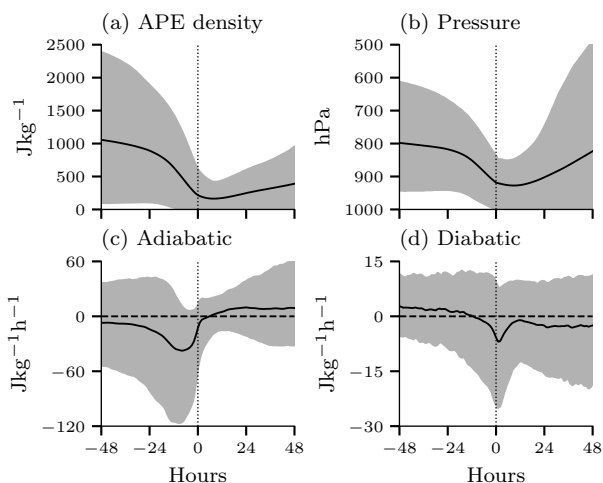 (a) APE density
(b) Pressure
2500
2000
1500
1000
500
0
Jkg−1
500
600
700
800
900
1000
hPa
(c) Adiabatic
(d) Diabatic
60
0
−60
−120
Jkg−1h−1
15
0
−15
−30
Jkg−1h−1
−48 −24 0 24 48
−48 −24 0 24 48
Hours
Hours